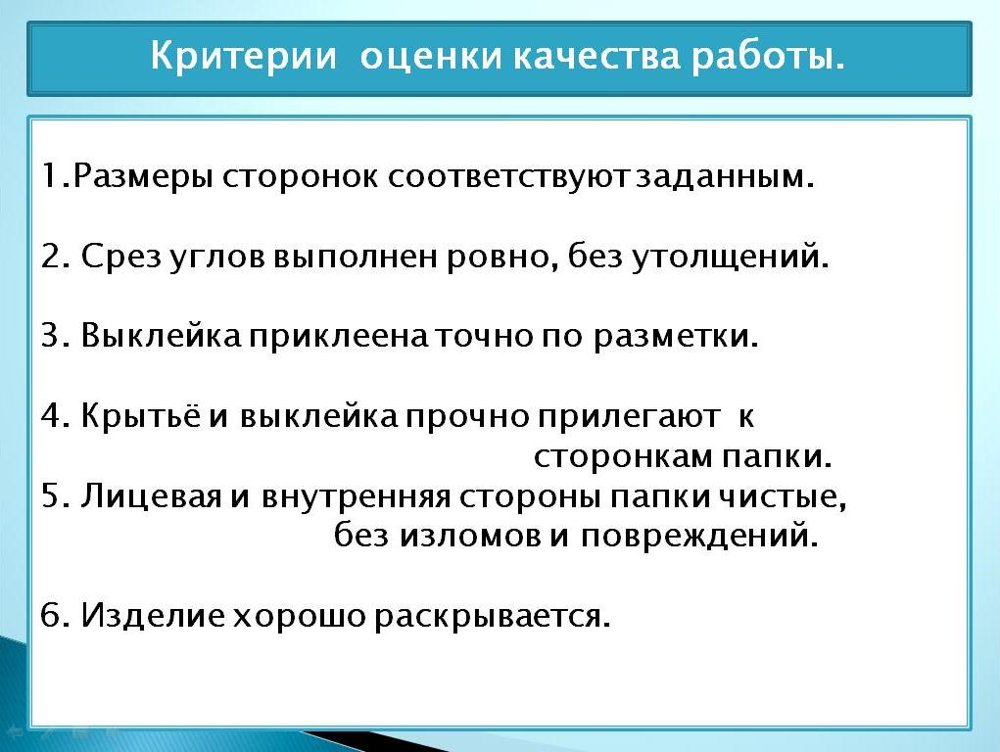 Критерии оценки качества работы.
1.Размеры сторонок соответствуют заданным.
2. Срез углов выполнен ровно, без утолщений.
3. Выклейка приклеена точно по разметки.
4. Крытьё и выклейка прочно прилегают к
сторонкам папки.
5. Лицевая и внутренняя стороны папки чистые,
без изломов и повреждений.
6. Изделие хорошо раскрывается.